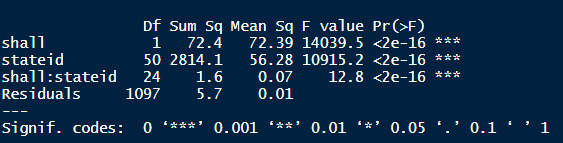 Df Sum Sq Mean Sq F value Pr(>F)
shall 1 72.4 72.39 14039.5 <2e-16 ***
stateid 50 2814.1 56.28 10915.2 <2e-16 ***
shall:stateid 24 1.6 0.07 12.8 <2e-16 ***
Residuals 1097 5.7 0.01
---
Signif. codes: 0 ‘***’ 0.001 ‘**’ 0.01 ‘*’ 0.05 ‘.’ 0.1 ‘ ’ 1